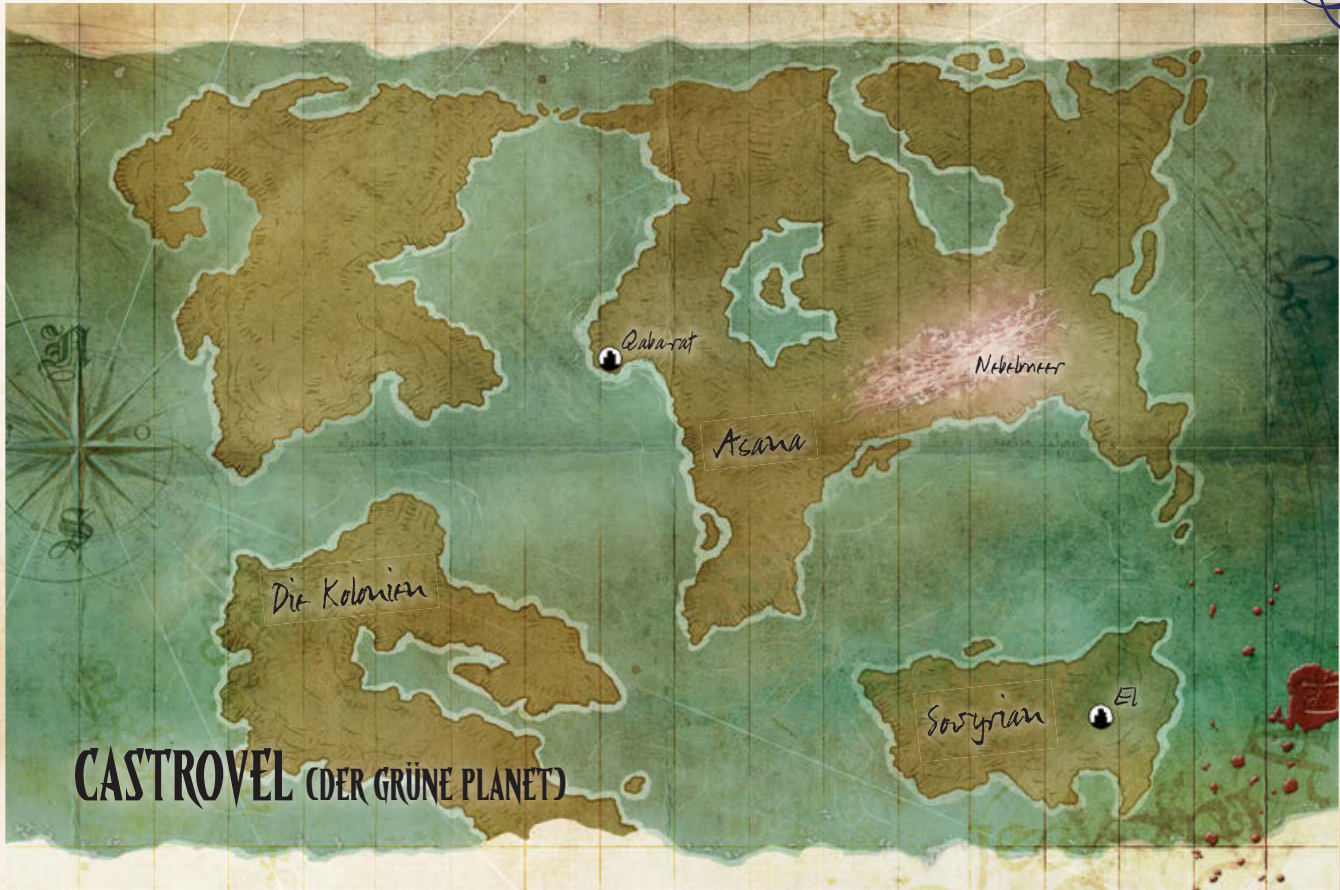 Qabarat
Nebelmeer
Asana
Die Kolonien
Sovyrian
El
CASTROVEL (DER GRÜNE PLANET)
N
S